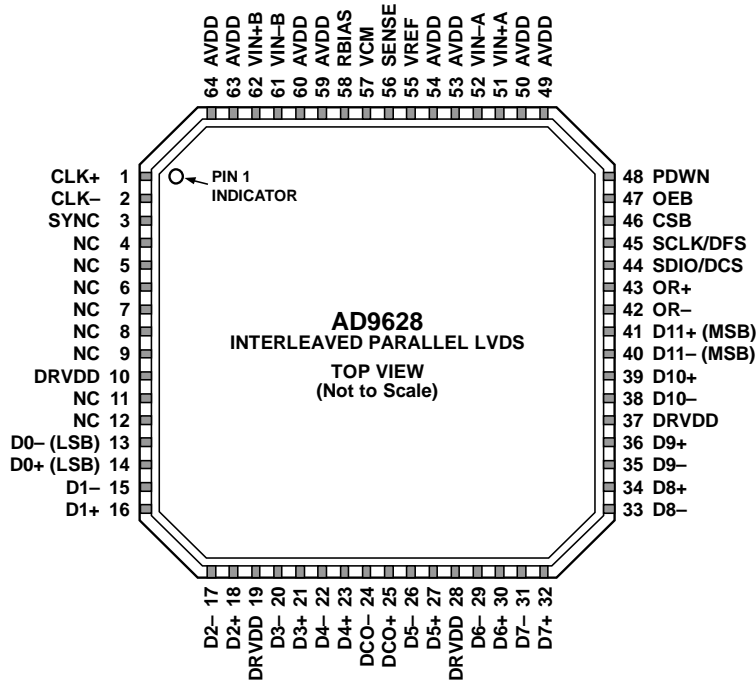 64 AVDD
63 AVDD
62 VIN+B
61 VIN–B
60 AVDD
59 AVDD
58 RBIAS
57 VCM
56 SENSE
55 VREF
54 AVDD
53 AVDD
52 VIN–A
51 VIN+A
50 AVDD
49 AVDD
CLK+ 1
CLK– 2
SYNC 3
NC 4
NC 5
NC 6
NC 7
NC 8
NC 9
DRVDD 10
NC 11
NC 12
D0– (LSB) 13
D0+ (LSB) 14
D1– 15
D1+ 16
PIN 1
INDICATOR
AD9628
INTERLEAVED PARALLEL LVDS
TOP VIEW
(Not to Scale)
48 PDWN
47 OEB
46 CSB
45 SCLK/DFS
44 SDIO/DCS
43 OR+
42 OR–
41 D11+ (MSB)
40 D11– (MSB)
39 D10+
38 D10–
37 DRVDD
36 D9+
35 D9–
34 D8+
33 D8–
D2– 17
D2+ 18
DRVDD 19
D3– 20
D3+ 21
D4– 22
D4+ 23
DCO– 24
DCO+ 25
D5– 26
D5+ 27
DRVDD 28
D6– 29
D6+ 30
D7– 31
D7+ 32